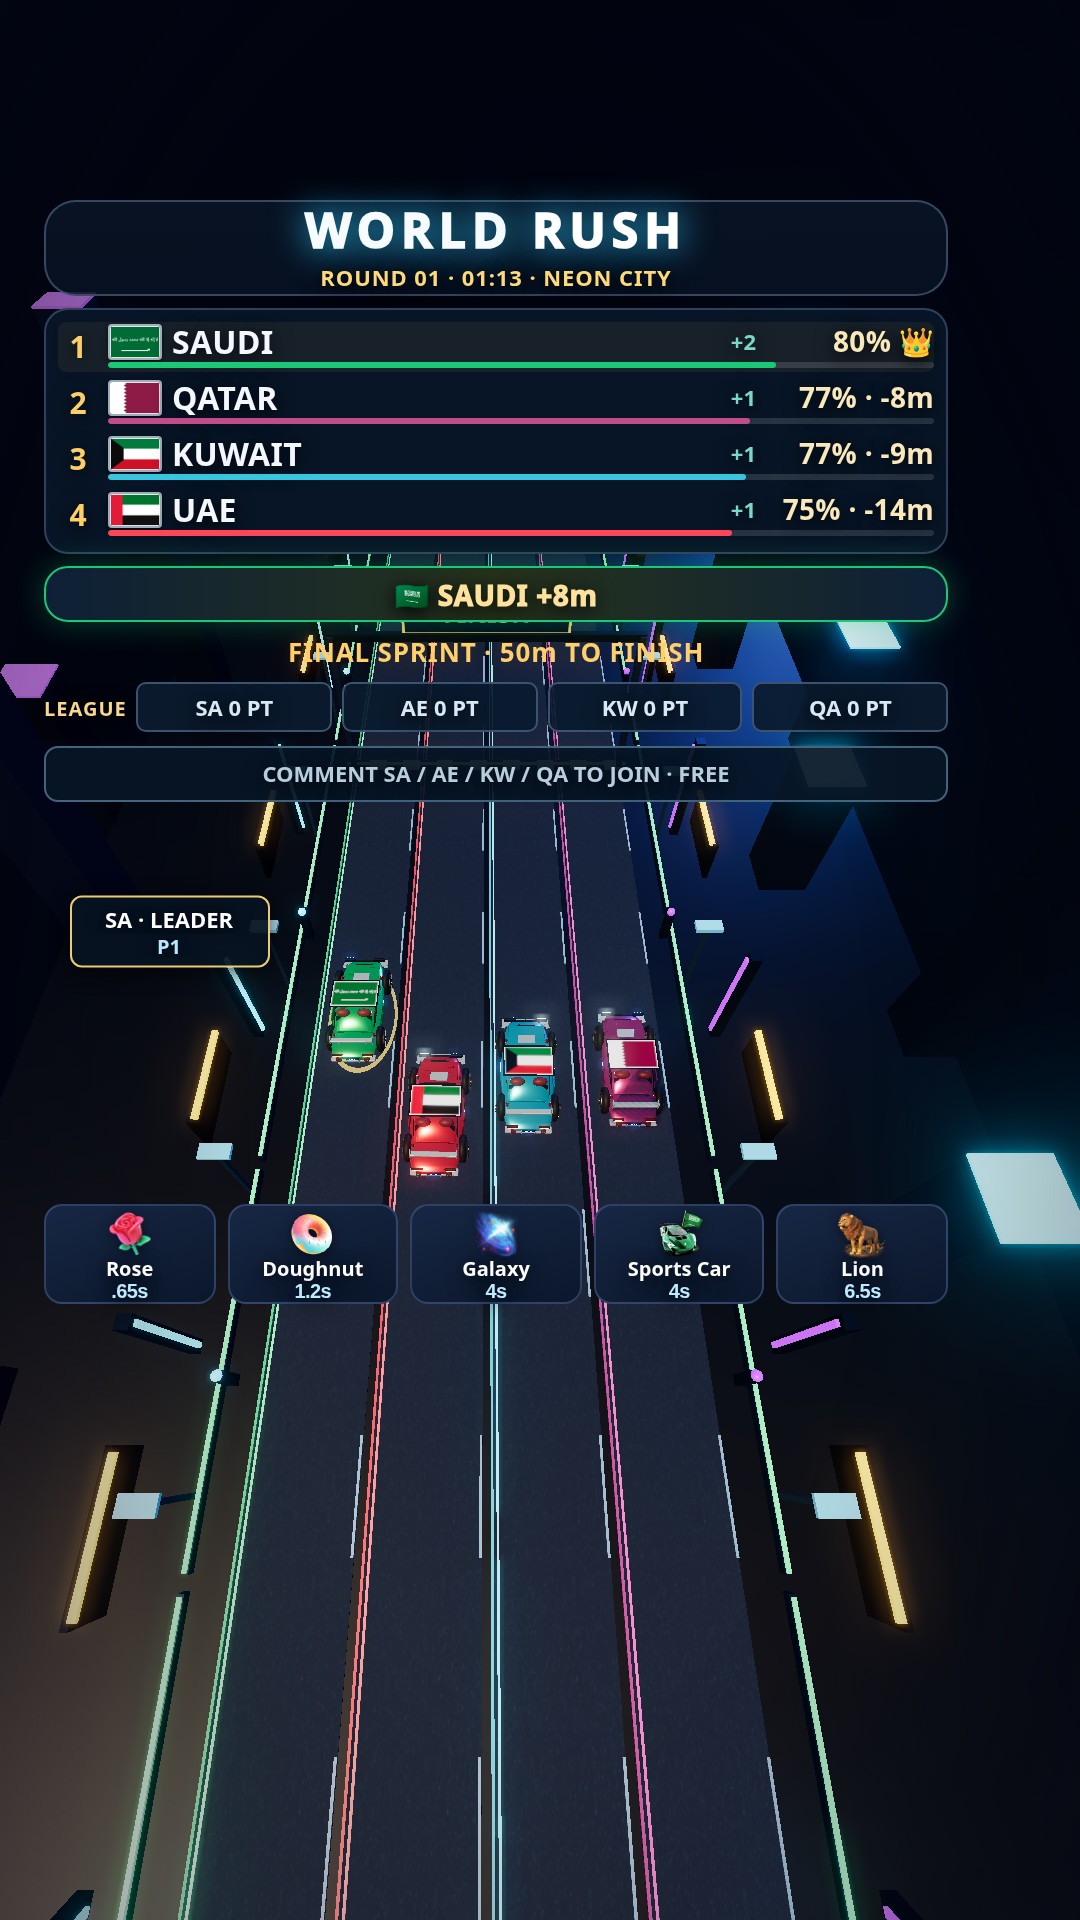 WORLD RUSH
ROUND 01 · 01:13 · NEON CITY
1 SAUDI +2 80% 👑
2 QATAR +1 77% · -8m
3 KUWAIT +1 77% · -9m
4 UAE +1 75% · -14m
🇸🇦 SAUDI +8m
FINAL SPRINT · 50m TO FINISH
LEAGUE SA 0 PT AE 0 PT KW 0 PT QA 0 PT
COMMENT SA / AE / KW / QA TO JOIN · FREE
SA · LEADER
P1
Rose Doughnut Galaxy Sports Car Lion
.65s 1.2s 4s 4s 6.5s